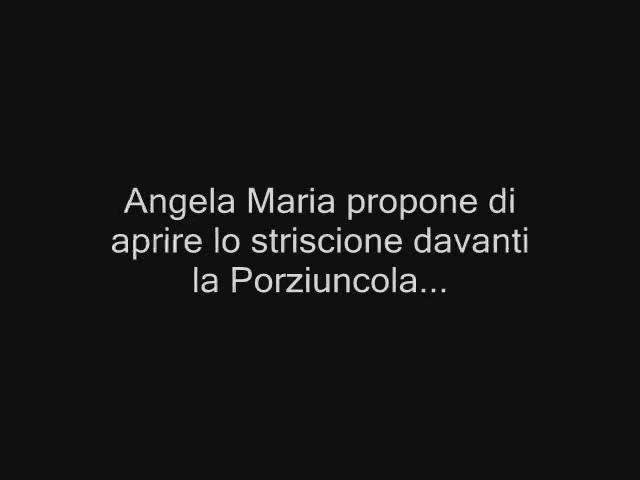 Angela Maria propone di
aprire lo striscione davanti
la Porziuncola...